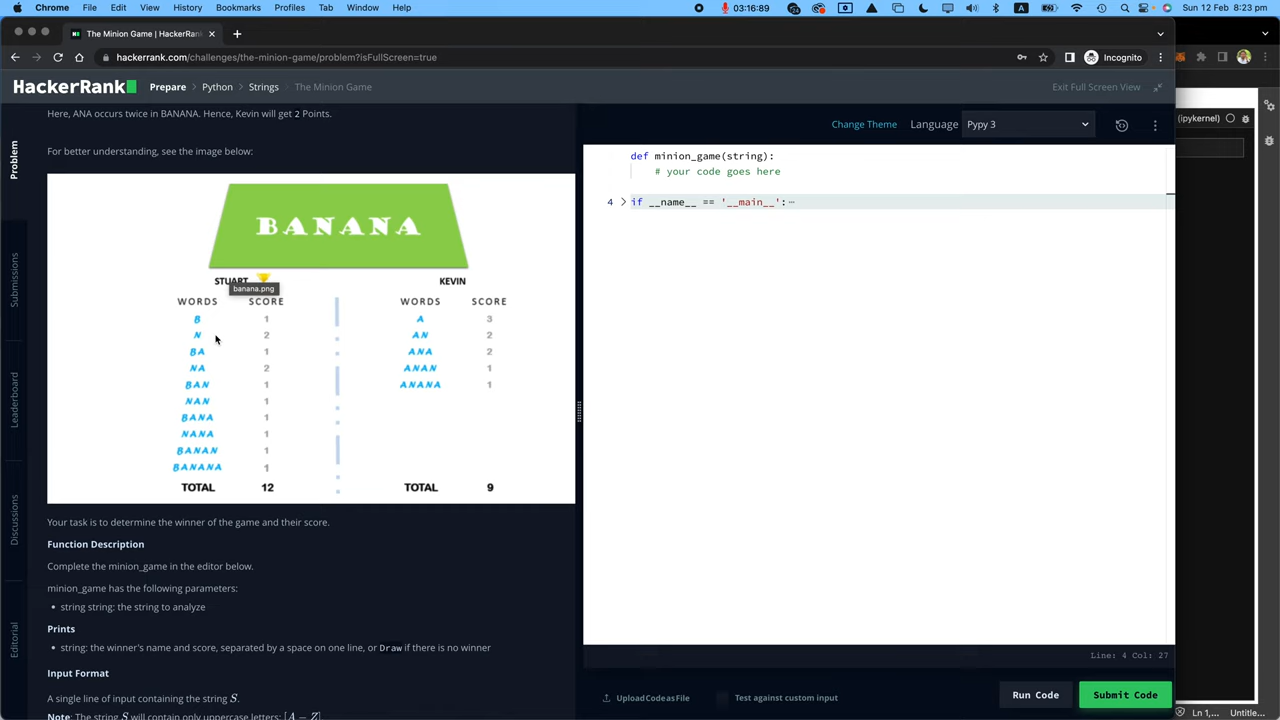 Chrome File Edit View History Bookmarks Profiles Tab Window Help 03:16:89 A Sun 12 Feb 8:23 pm
The Minion Game | HackerRank
hackerrank.com/challenges/the-minion-game/problem?isFullScreen=true Incognito
HackerRank Prepare > Python > Strings > The Minion Game Exit Full Screen View
Here, ANA occurs twice in BANANA. Hence, Kevin will get 2 Points.
For better understanding, see the image below:
BANANA
STUART KEVIN
banana.png
WORDS SCORE WORDS SCORE
B 1 A 3
N 2 AN 2
BA 1 ANA 2
NA 2 ANAN 1
BAN 1 ANANA 1
NAN 1
BANA 1
NANA 1
BANAN 1
BANANA 1
TOTAL 12 TOTAL 9
Your task is to determine the winner of the game and their score.
Function Description
Complete the minion_game in the editor below.
minion_game has the following parameters:
• string string: the string to analyze
Prints
• string: the winner's name and score, separated by a space on one line, or Draw if there is no winner
Input Format
A single line of input containing the string S.
Note: The string S will contain only uppercase letters: [A − Z].
Problem
Submissions
Leaderboard
Discussions
Editorial
Change Theme Language Pypy 3
def minion_game(string):
# your code goes here
4 if __name__ == '__main__':
Line: 4 Col: 27
Upload Code as File Test against custom input Run Code Submit Code
(ipykernel)
Ln 1, Untitle...